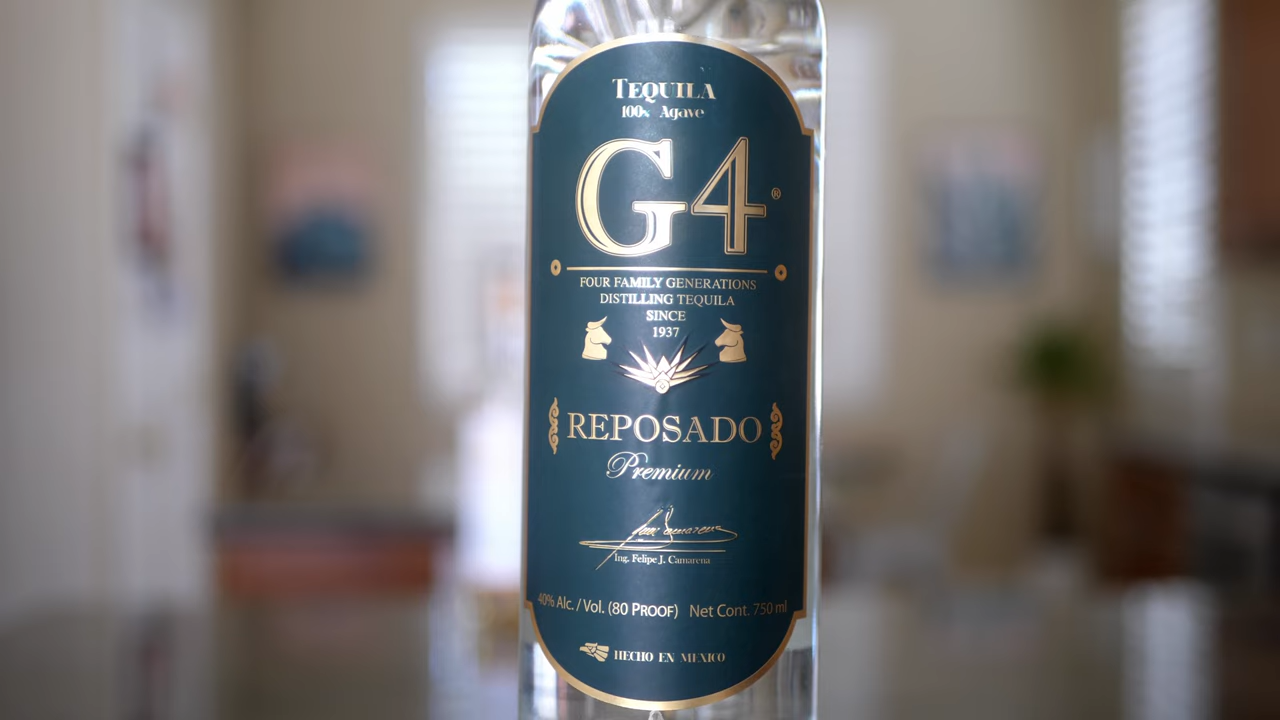 TEQUILA
100% Agave
G4®
FOUR FAMILY GENERATIONS
DISTILLING TEQUILA
SINCE
1937
REPOSADO
Premium
Ing. Felipe J. Camarena
40% Alc. / Vol. (80 PROOF) Net Cont. 750 ml
HECHO EN MEXICO